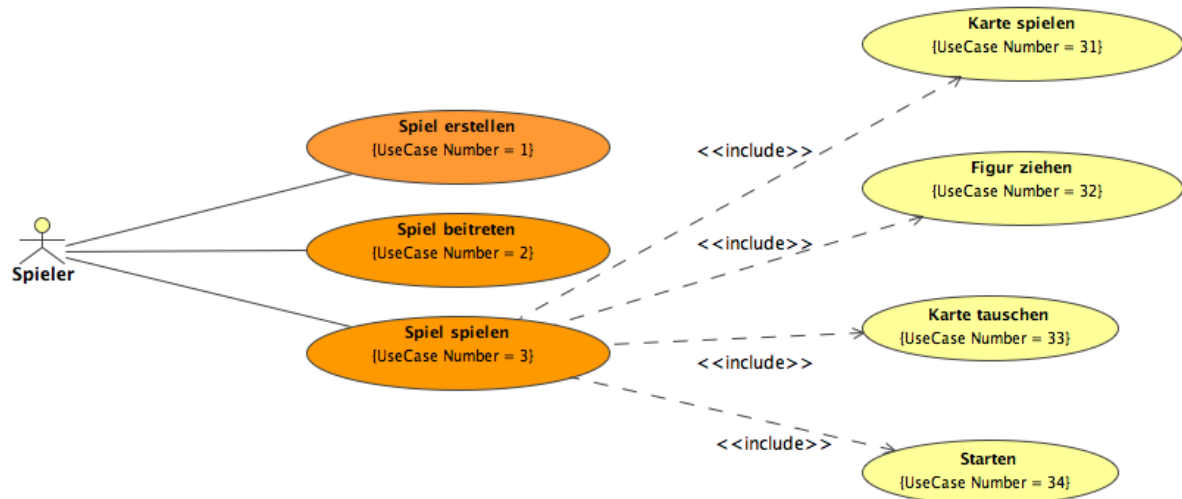 Karte spielen
{UseCase Number = 31}
Spiel erstellen
{UseCase Number = 1}
<<include>>
Figur ziehen
{UseCase Number = 32}
Spiel beitreten
{UseCase Number = 2}
<<include>>
Spieler
Karte tauschen
{UseCase Number = 33}
Spiel spielen
{UseCase Number = 3}
<<include>>
<<include>>
Starten
{UseCase Number = 34}